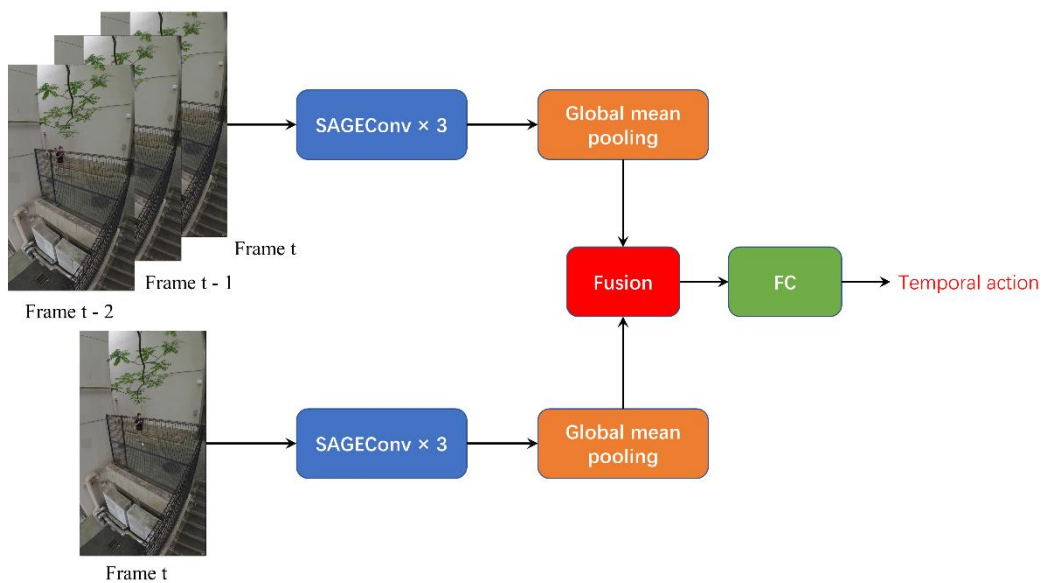 SAGEConv × 3
Global mean
pooling
Frame t
Frame t - 1
Frame t - 2
Fusion
FC
Temporal action
SAGEConv × 3
Global mean
pooling
Frame t